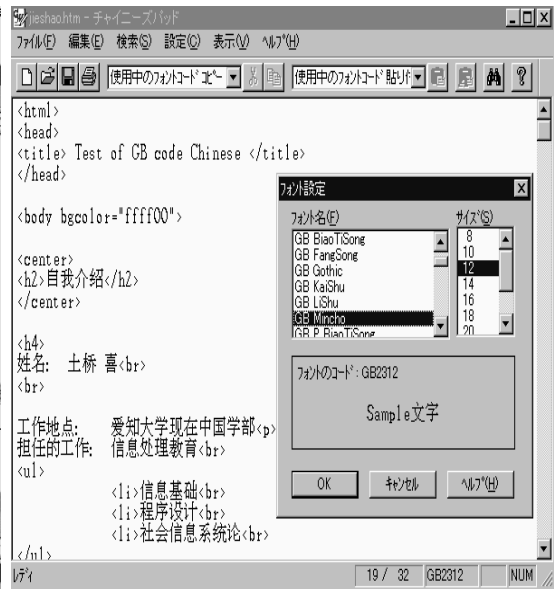 jieshao.htm - チャイニーズパッド
ファイル(F) 編集(E) 検索(S) 設定(C) 表示(V) ヘルプ(H)
使用中のフォントコードでコピー 使用中のフォントコードで貼り付
<html>
<head>
<title> Test of GB code Chinese </title>
</head>
<body bgcolor="ffff00">
<center>
<h2>自我介绍</h2>
</center>
<h4>
姓名: 土桥 喜<br>
<br>
工作地点: 爱知大学现在中国学部<p>
担任的工作: 信息处理教育<br>
<ul>
<li>信息基础<br>
<li>程序设计<br>
<li>社会信息系统论<br>
</ul>
フォント設定
フォント名(F) サイズ(S)
GB BiaoTiSong
GB FangSong
GB Gothic
GB KaiShu
GB LiShu
GB Mincho
GB P BiaoTiSong
8
10
12
14
16
18
20
フォントのコード: GB2312
Sample文字
OK キャンセル ヘルプ(H)
レディ 19 / 32 GB2312 NUM